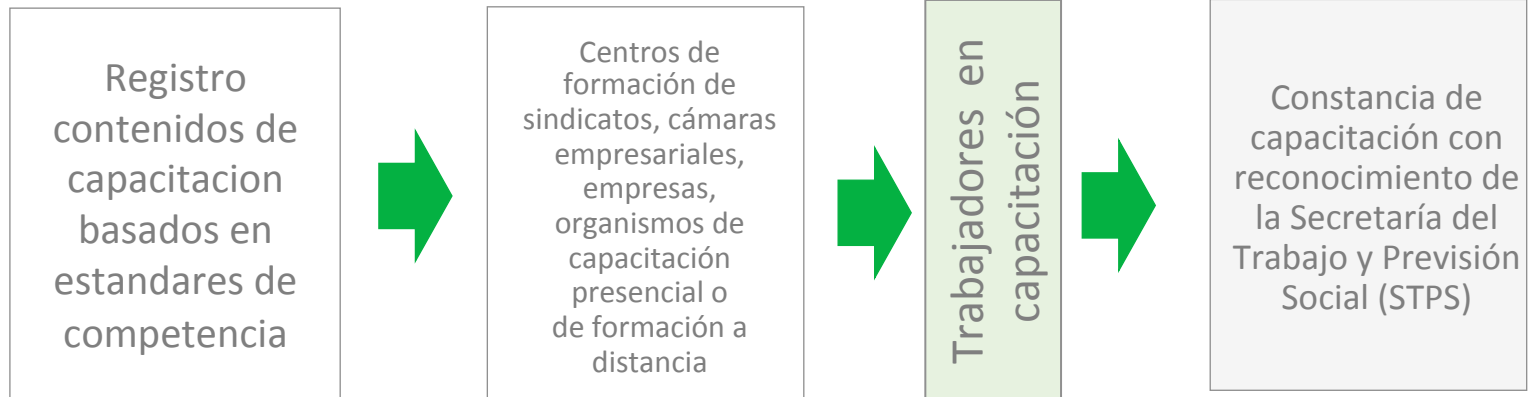 Registro
contenidos de
capacitacion
basados en
estandares de
competencia
Centros de
formación de
sindicatos, cámaras
empresariales,
empresas,
organismos de
capacitación
presencial o
de formación a
distancia
Trabajadores en
capacitación
Constancia de
capacitación con
reconocimiento de
la Secretaría del
Trabajo y Previsión
Social (STPS)